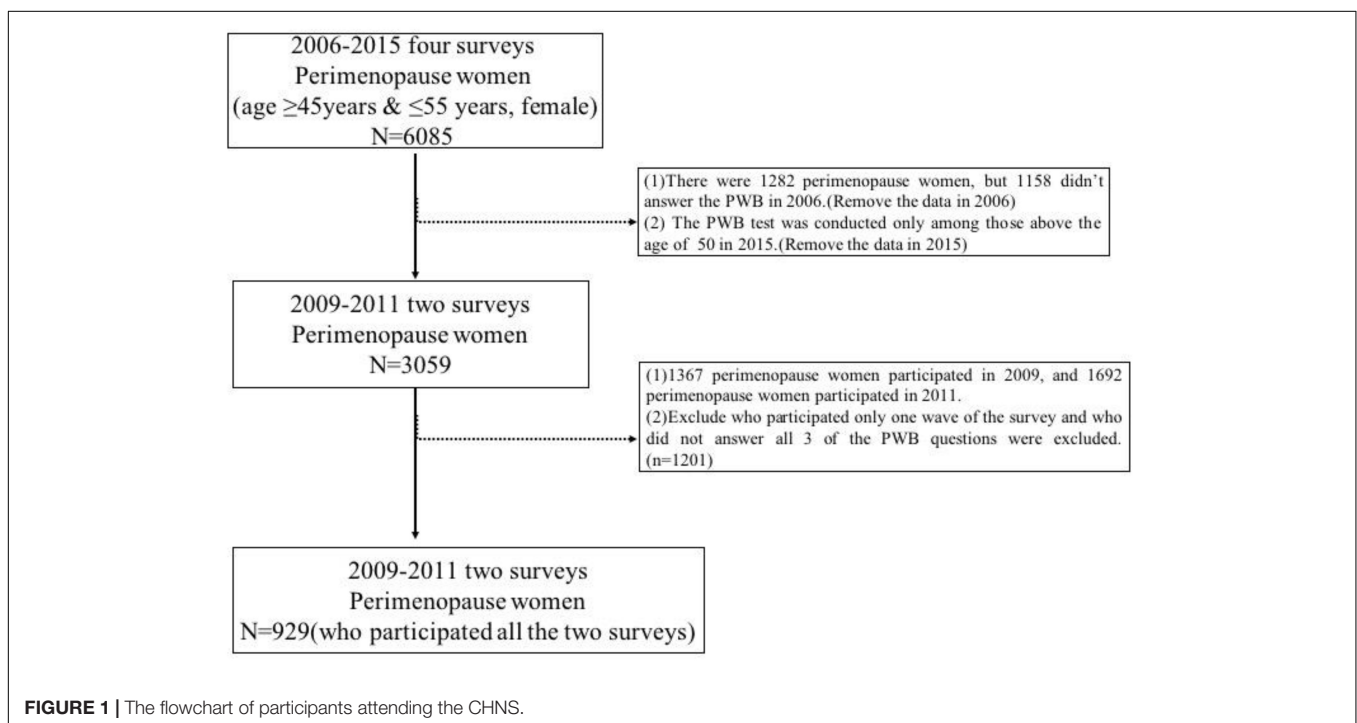 2006-2015 four surveys
Perimenopause women
(age ≥45years & ≤55 years, female)
N=6085
(1)There were 1282 perimenopause women, but 1158 didn't
answer the PWB in 2006.(Remove the data in 2006)
(2) The PWB test was conducted only among those above the
age of 50 in 2015.(Remove the data in 2015)
2009-2011 two surveys
Perimenopause women
N=3059
(1)1367 perimenopause women participated in 2009, and 1692
perimenopause women participated in 2011.
(2)Exclude who participated only one wave of the survey and who
did not answer all 3 of the PWB questions were excluded.
(n=1201)
2009-2011 two surveys
Perimenopause women
N=929(who participated all the two surveys)
FIGURE 1 | The flowchart of participants attending the CHNS.